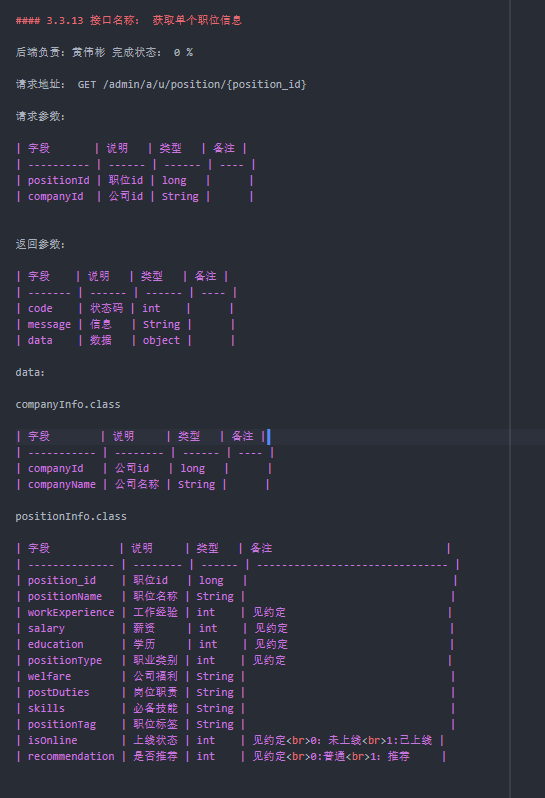 #### 3.3.13 接口名称： 获取单个职位信息
后端负责：黄伟彬 完成状态： 0 %
请求地址： GET /admin/a/u/position/{position_id}
请求参数：
| 字段 | 说明 | 类型 | 备注 |
| ---------- | ------ | ------ | ---- |
| positionId | 职位id | long | |
| companyId | 公司id | String | |
返回参数：
| 字段 | 说明 | 类型 | 备注 |
| ------- | ------ | ------ | ---- |
| code | 状态码 | int | |
| message | 信息 | String | |
| data | 数据 | object | |
data：
companyInfo.class
| 字段 | 说明 | 类型 | 备注 |
| ----------- | -------- | ------ | ---- |
| companyId | 公司id | long | |
| companyName | 公司名称 | String | |
positionInfo.class
| 字段 | 说明 | 类型 | 备注 |
| -------------- | -------- | ------ | ------------------------------- |
| position_id | 职位id | long | |
| positionName | 职位名称 | String | |
| workExperience | 工作经验 | int | 见约定 |
| salary | 薪资 | int | 见约定 |
| education | 学历 | int | 见约定 |
| positionType | 职业类别 | int | 见约定 |
| welfare | 公司福利 | String | |
| postDuties | 岗位职责 | String | |
| skills | 必备技能 | String | |
| positionTag | 职位标签 | String | |
| isOnline | 上线状态 | int | 见约定<br>0：未上线<br>1:已上线 |
| recommendation | 是否推荐 | int | 见约定<br>0:普通<br>1：推荐 |